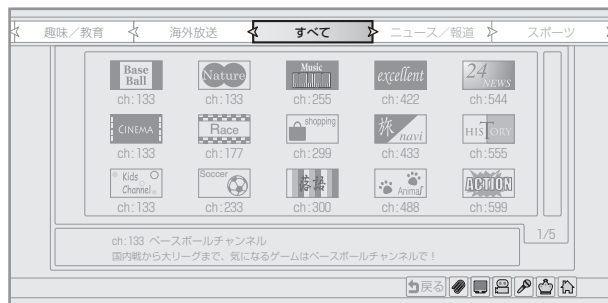 趣味／教育 海外放送 すべて ニュース／報道 スポーツ
Base Ball Nature Music excellent 24 NEWS
ch:133 ch:133 ch:255 ch:422 ch:544
CINEMA Race shopping 旅 navi HISTORY
ch:133 ch:177 ch:299 ch:433 ch:555
Kids Channel Soccer 落語 Animal ACTION
ch:133 ch:233 ch:300 ch:488 ch:599
1/5
ch:133 ベースボールチャンネル
国内戦から大リーグまで、気になるゲームはベースボールチャンネルで！
戻る